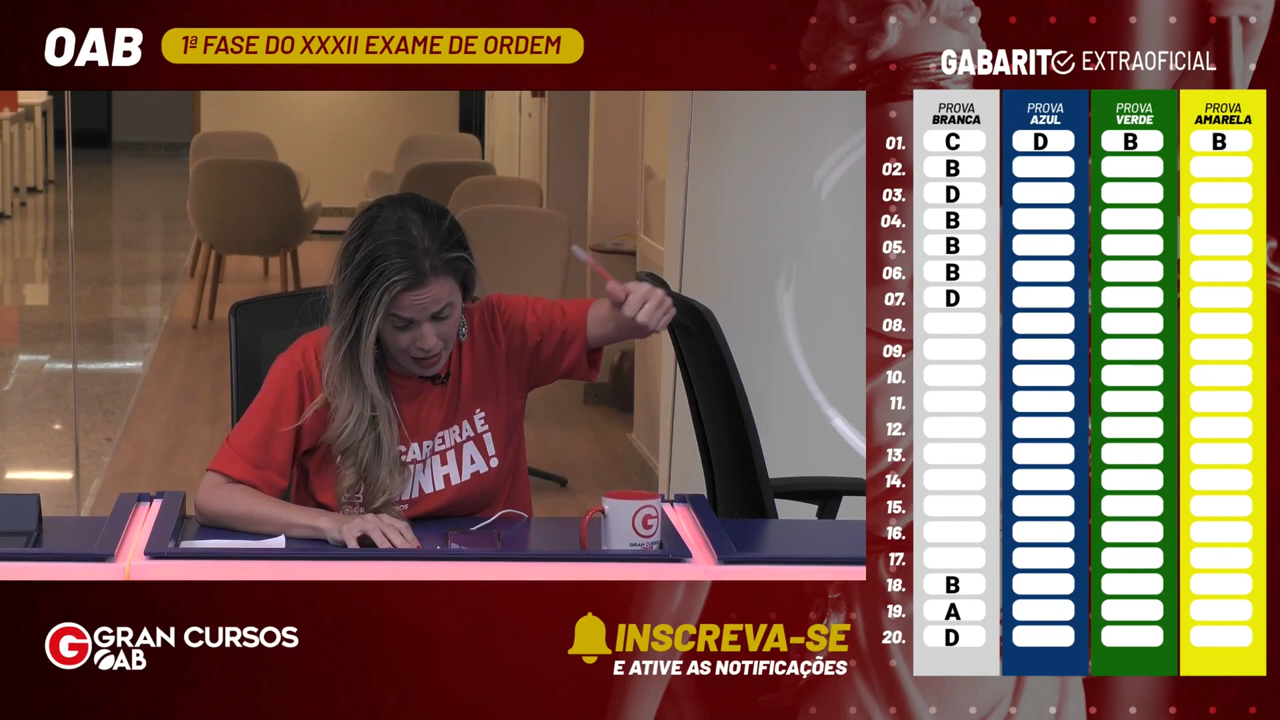 OAB
1ª FASE DO XXXII EXAME DE ORDEM
GABARITO EXTRAOFICIAL
PROVA BRANCA
PROVA AZUL
PROVA VERDE
PROVA AMARELA
01. C D B B
02. B
03. D
04. B
05. B
06. B
07. D
08.
09.
10.
11.
12.
13.
14.
15.
16.
17.
18. B
19. A
20. D
É
G
GRAN CURSOS
G GRAN CURSOS
OAB
INSCREVA-SE
E ATIVE AS NOTIFICAÇÕES